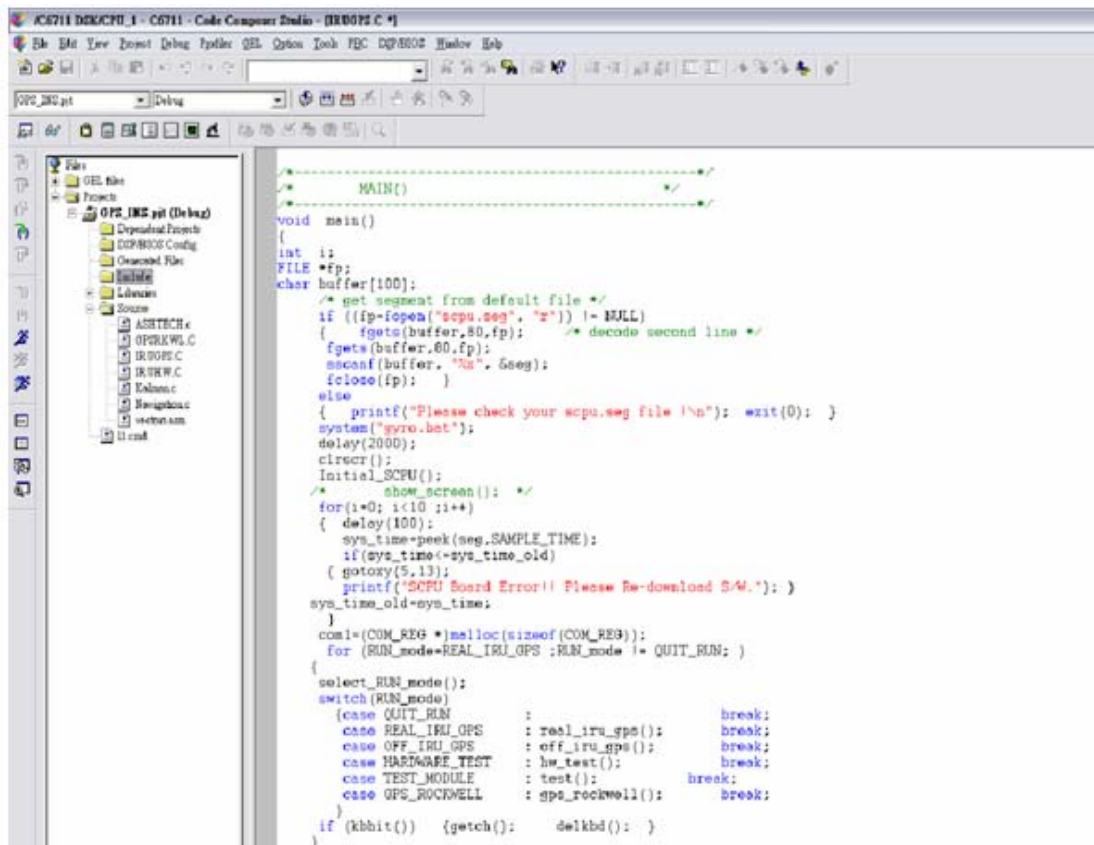 /C6711 DSK/CPU_1 - C6711 - Code Composer Studio - [IRUGPS.C *]
File Edit View Project Debug Profiler GEL Option Tools PBC DSP/BIOS Window Help
GPS_INS.pjt Debug
Files
GEL files
Projects
GPS_INS.pjt (Debug)
Dependent Projects
DSP/BIOS Config
Generated Files
Include
Libraries
Source
ASHTECH.c
GPSRKWL.C
IRUGPS.C
IRUHW.C
Kalman.c
Navigation.c
vectors.asm
/*------------------------------------------------*/
/* MAIN() */
/*------------------------------------------------*/
void main()
{
int i;
FILE *fp;
char buffer[100];
/* get segment from default file */
if ((fp=fopen("scpu.seg", "r")) != NULL)
{ fgets(buffer,80,fp); /* decode second line */
fgets(buffer,80,fp);
sscanf(buffer, "%x", &seg);
fclose(fp); }
else
{ printf("Please check your scpu.seg file !\n"); exit(0); }
system("gyro.bat");
delay(2000);
clrscr();
Initial_SCPU();
/* show_screen(); */
for(i=0; i<10 ;i++)
{ delay(100);
sys_time=peek(seg,SAMPLE_TIME);
if(sys_time<=sys_time_old)
{ gotoxy(5,13);
printf("SCPU Board Error!! Please Re-download S/W."); }
sys_time_old=sys_time;
}
com1=(COM_REG *)malloc(sizeof(COM_REG));
for (RUN_mode=REAL_IRU_GPS ;RUN_mode != QUIT_RUN; )
{
select_RUN_mode();
switch(RUN_mode)
{case QUIT_RUN : break;
case REAL_IRU_GPS : real_iru_gps(); break;
case OFF_IRU_GPS : off_iru_gps(); break;
case HARDWARE_TEST : hw_test(); break;
case TEST_MODULE : test(); break;
case GPS_ROCKWELL : gps_rockwell(); break;
}
if (kbhit()) {getch(); delkbd(); }
}